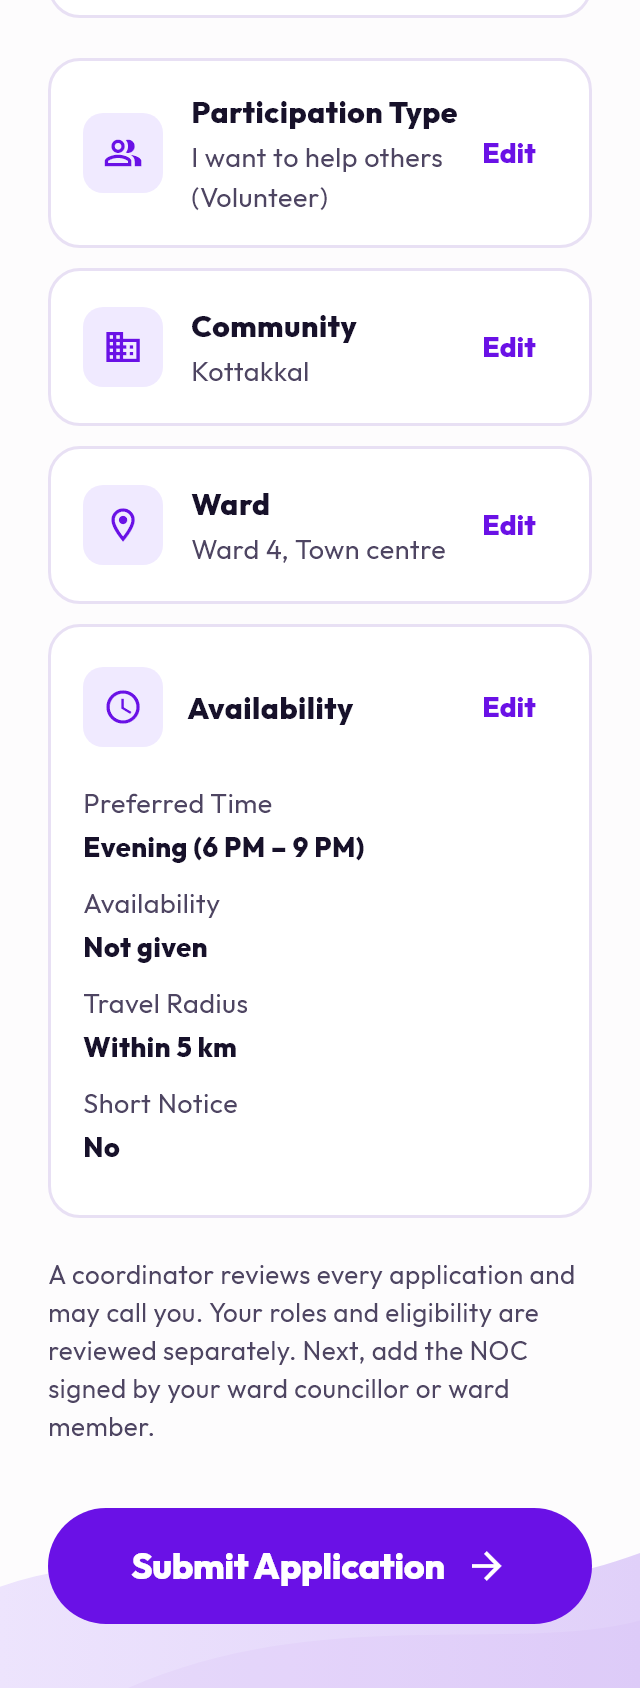 Participation Type
I want to help others
(Volunteer)
Edit
Community
Kottakkal
Edit
Ward
Ward 4, Town centre
Edit
Availability
Edit
Preferred Time
Evening (6 PM – 9 PM)
Availability
Not given
Travel Radius
Within 5 km
Short Notice
No
A coordinator reviews every application and
may call you. Your roles and eligibility are
reviewed separately. Next, add the NOC
signed by your ward councillor or ward
member.
Submit Application